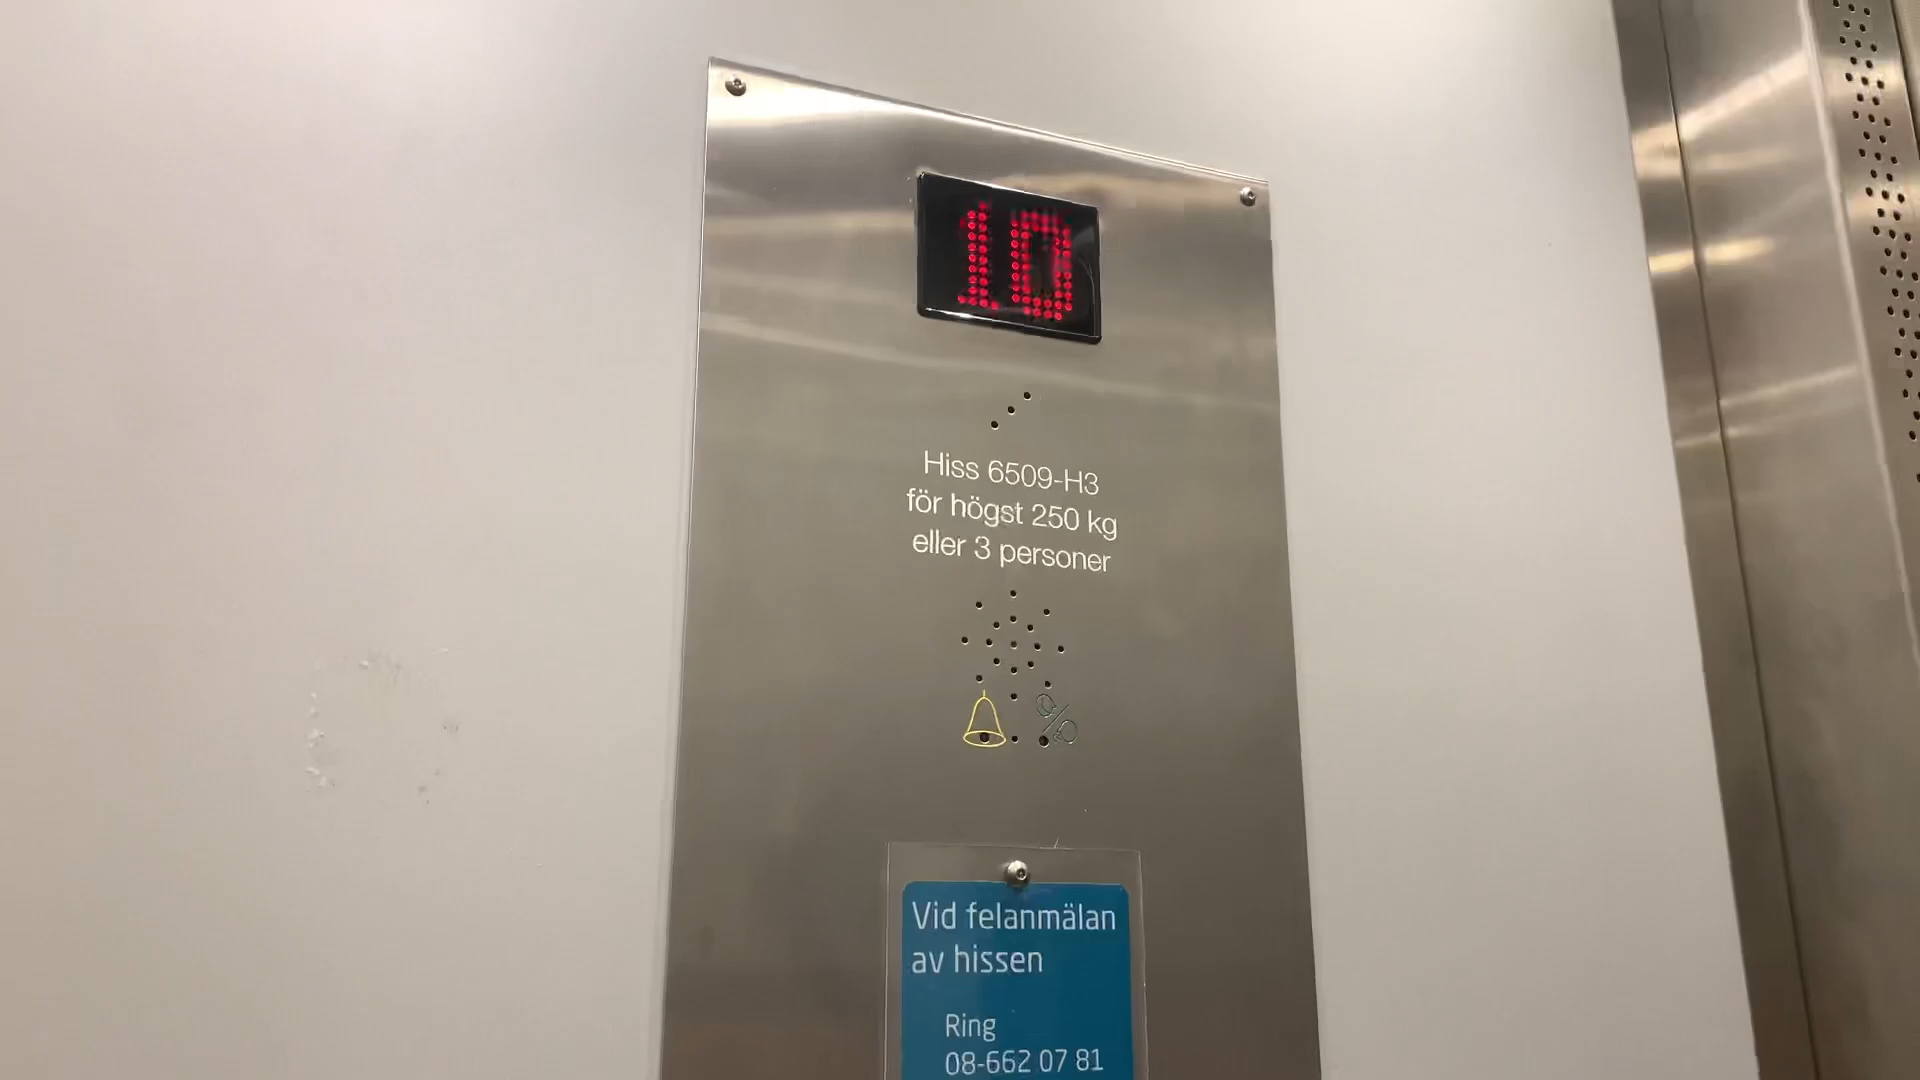 10
Hiss 6509-H3
för högst 250 kg
eller 3 personer
Vid felanmälan
av hissen
Ring
08-662 07 81